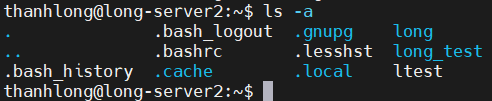 thanhlong@long-server2:~$ ls -a
.              .bash_logout  .gnupg    long
..             .bashrc       .lesshst  long_test
.bash_history  .cache        .local    ltest
thanhlong@long-server2:~$